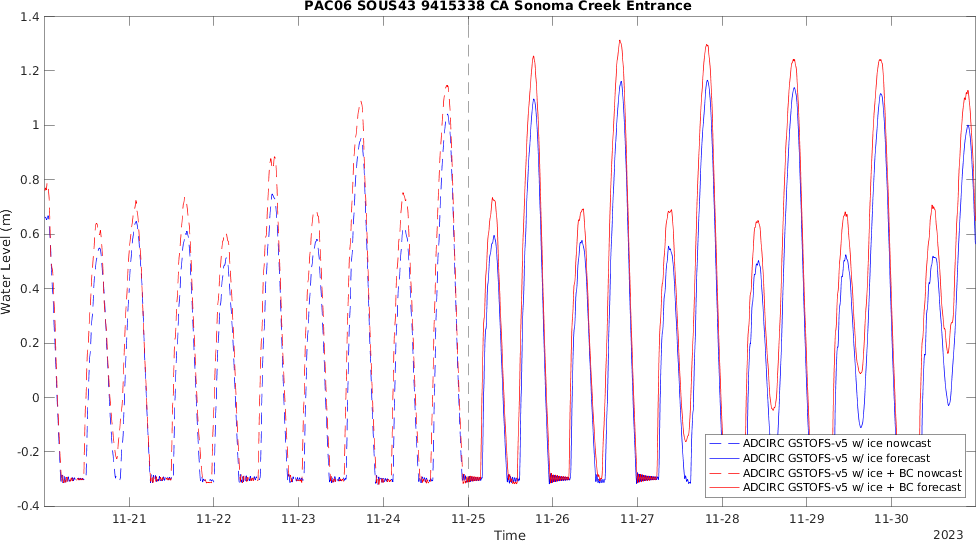 PAC06 SOUS43 9415338 CA Sonoma Creek Entrance
1.4
1.2
1
0.8
0.6
0.4
0.2
0
-0.2
-0.4
Water Level (m)
ADCIRC GSTOFS-v5 w/ ice nowcast
ADCIRC GSTOFS-v5 w/ ice forecast
ADCIRC GSTOFS-v5 w/ ice + BC nowcast
ADCIRC GSTOFS-v5 w/ ice + BC forecast
11-21 11-22 11-23 11-24 11-25 11-26 11-27 11-28 11-29 11-30
Time
2023